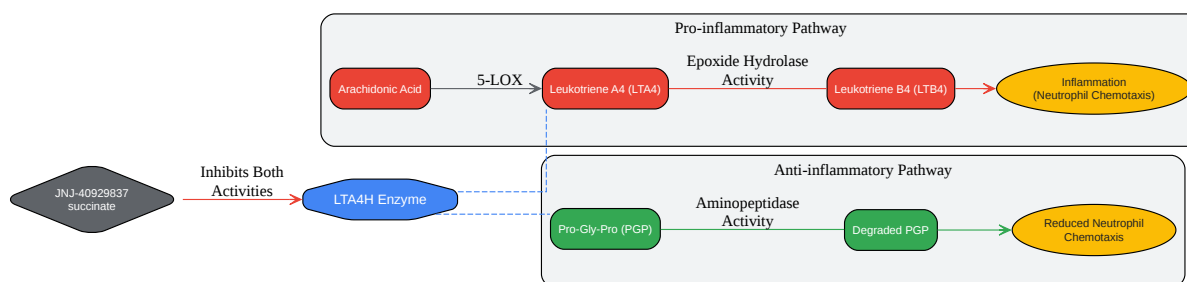 Pro-inflammatory Pathway
Arachidonic Acid
5-LOX
Leukotriene A4 (LTA4)
Epoxide Hydrolase
Activity
Leukotriene B4 (LTB4)
Inflammation
(Neutrophil Chemotaxis)
JNJ-40929837
succinate
Inhibits Both
Activities
LTA4H Enzyme
Anti-inflammatory Pathway
Pro-Gly-Pro (PGP)
Aminopeptidase
Activity
Degraded PGP
Reduced Neutrophil
Chemotaxis